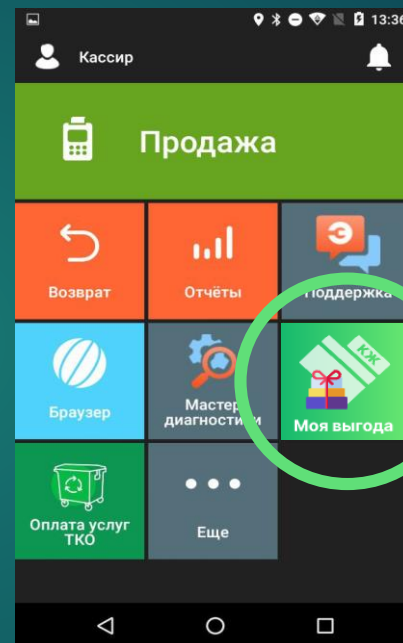 13:36
Кассир
Продажа
Возврат
Отчёты
Поддержка
Браузер
Мастер
диагностики
КЖ
Моя выгода
Оплата услуг
ТКО
Еще